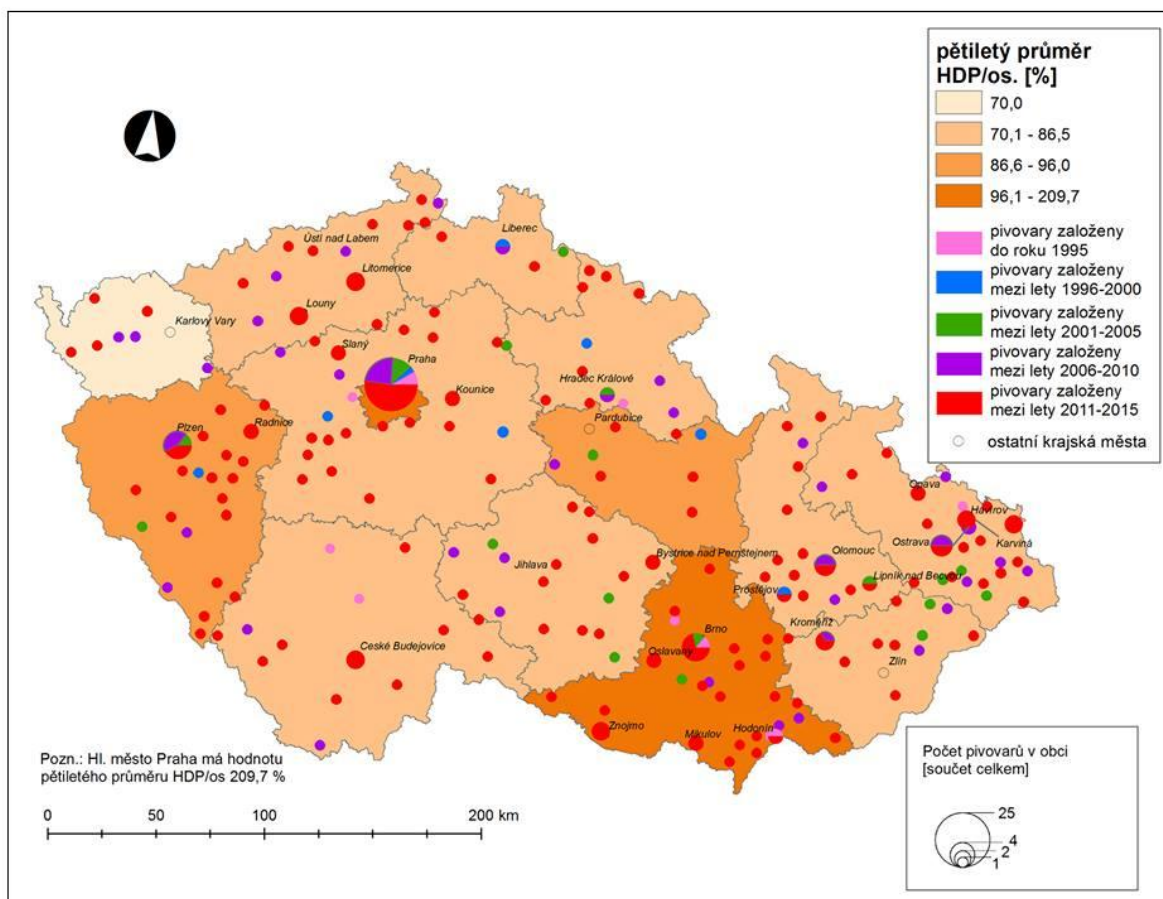 pětiletý průměr
HDP/os. [%]
70,0
70,1 - 86,5
86,6 - 96,0
96,1 - 209,7
pivovary založeny
do roku 1995
pivovary založeny
mezi lety 1996-2000
pivovary založeny
mezi lety 2001-2005
pivovary založeny
mezi lety 2006-2010
pivovary založeny
mezi lety 2011-2015
ostatní krajská města
Liberec
Ústí nad Labem
Litomerice
Louny
Karlovy Vary
Slaný
Praha
Kounice
Hradec Králové
Pardubice
Radnice
Plzen
Opava
Havírov
Ostrava
Karviná
Olomouc
Lipník nad Becvou
Bystrice nad Pernštejnem
Jihlava
Prostějov
Kroměříž
Brno
Oslavany
Zlín
České Budejovice
Znojmo
Mikulov
Hodonín
Pozn.: Hl. město Praha má hodnotu
pětiletého průměru HDP/os 209,7 %
0 50 100 200 km
Počet pivovarů v obci
[součet celkem]
25
4
2
1